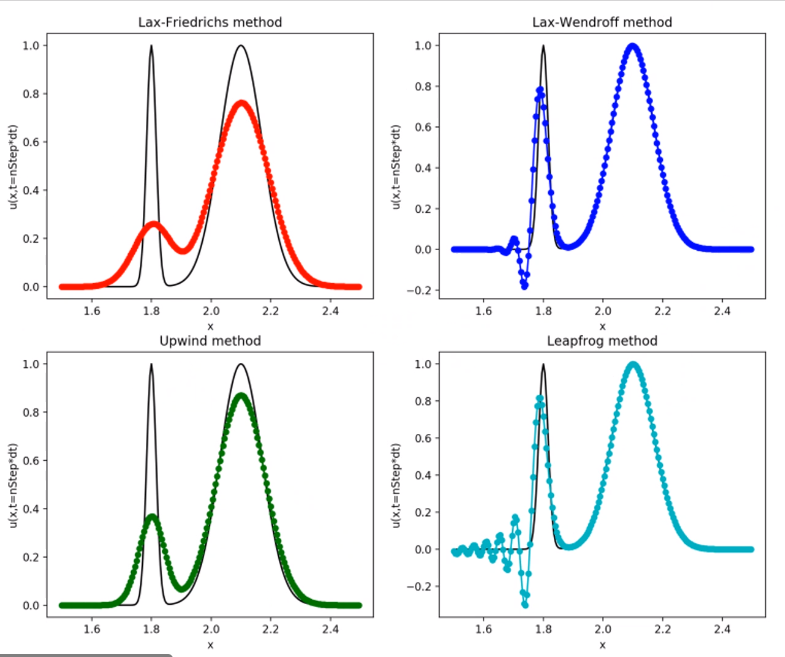 Lax-Friedrichs method
1.0
0.8
0.6
0.4
0.2
0.0
u(x,t=nStep*dt)
1.6 1.8 2.0 2.2 2.4
x
Lax-Wendroff method
1.0
0.8
0.6
0.4
0.2
0.0
−0.2
u(x,t=nStep*dt)
1.6 1.8 2.0 2.2 2.4
x
Upwind method
1.0
0.8
0.6
0.4
0.2
0.0
u(x,t=nStep*dt)
1.6 1.8 2.0 2.2 2.4
x
Leapfrog method
1.0
0.8
0.6
0.4
0.2
0.0
−0.2
u(x,t=nStep*dt)
1.6 1.8 2.0 2.2 2.4
x